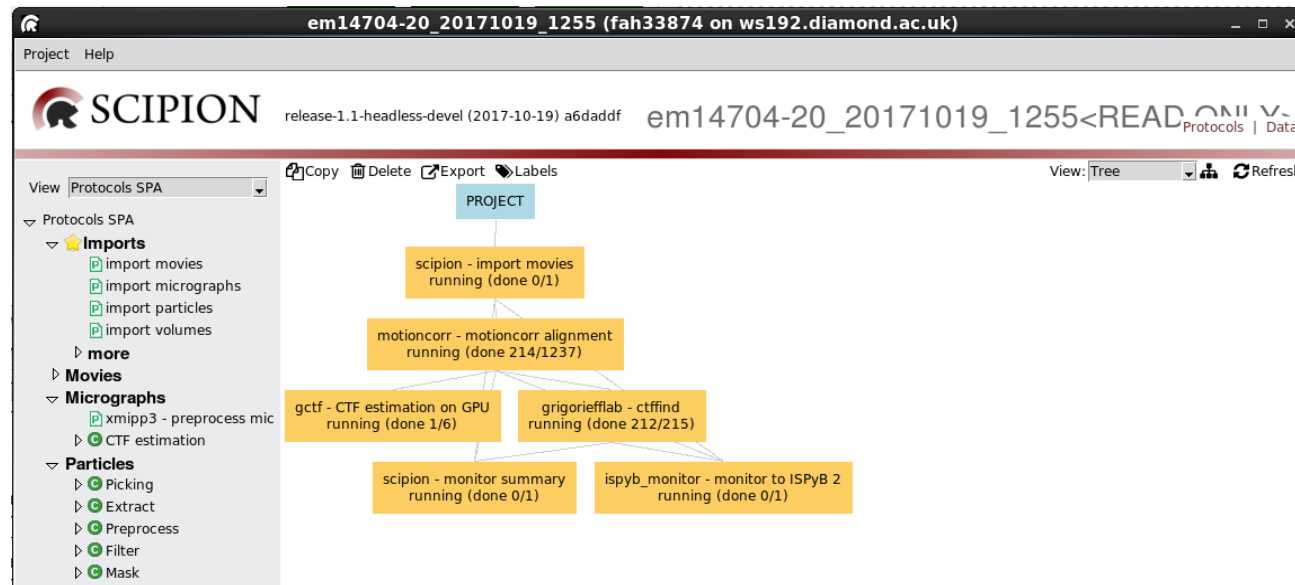 em14704-20_20171019_1255 (fah33874 on ws192.diamond.ac.uk)
Project Help
SCIPION release-1.1-headless-devel (2017-10-19) a6daddf em14704-20_20171019_1255<READ ONLY>
Protocols | Data
Copy Delete Export Labels View: Tree Refresh
View Protocols SPA
Protocols SPA
Imports
import movies
import micrographs
import particles
import volumes
more
Movies
Micrographs
xmipp3 - preprocess mic
CTF estimation
Particles
Picking
Extract
Preprocess
Filter
Mask
PROJECT
scipion - import movies
running (done 0/1)
motioncorr - motioncorr alignment
running (done 214/1237)
gctf - CTF estimation on GPU
running (done 1/6)
grigoriefflab - ctffind
running (done 212/215)
scipion - monitor summary
running (done 0/1)
ispyb_monitor - monitor to ISPyB 2
running (done 0/1)